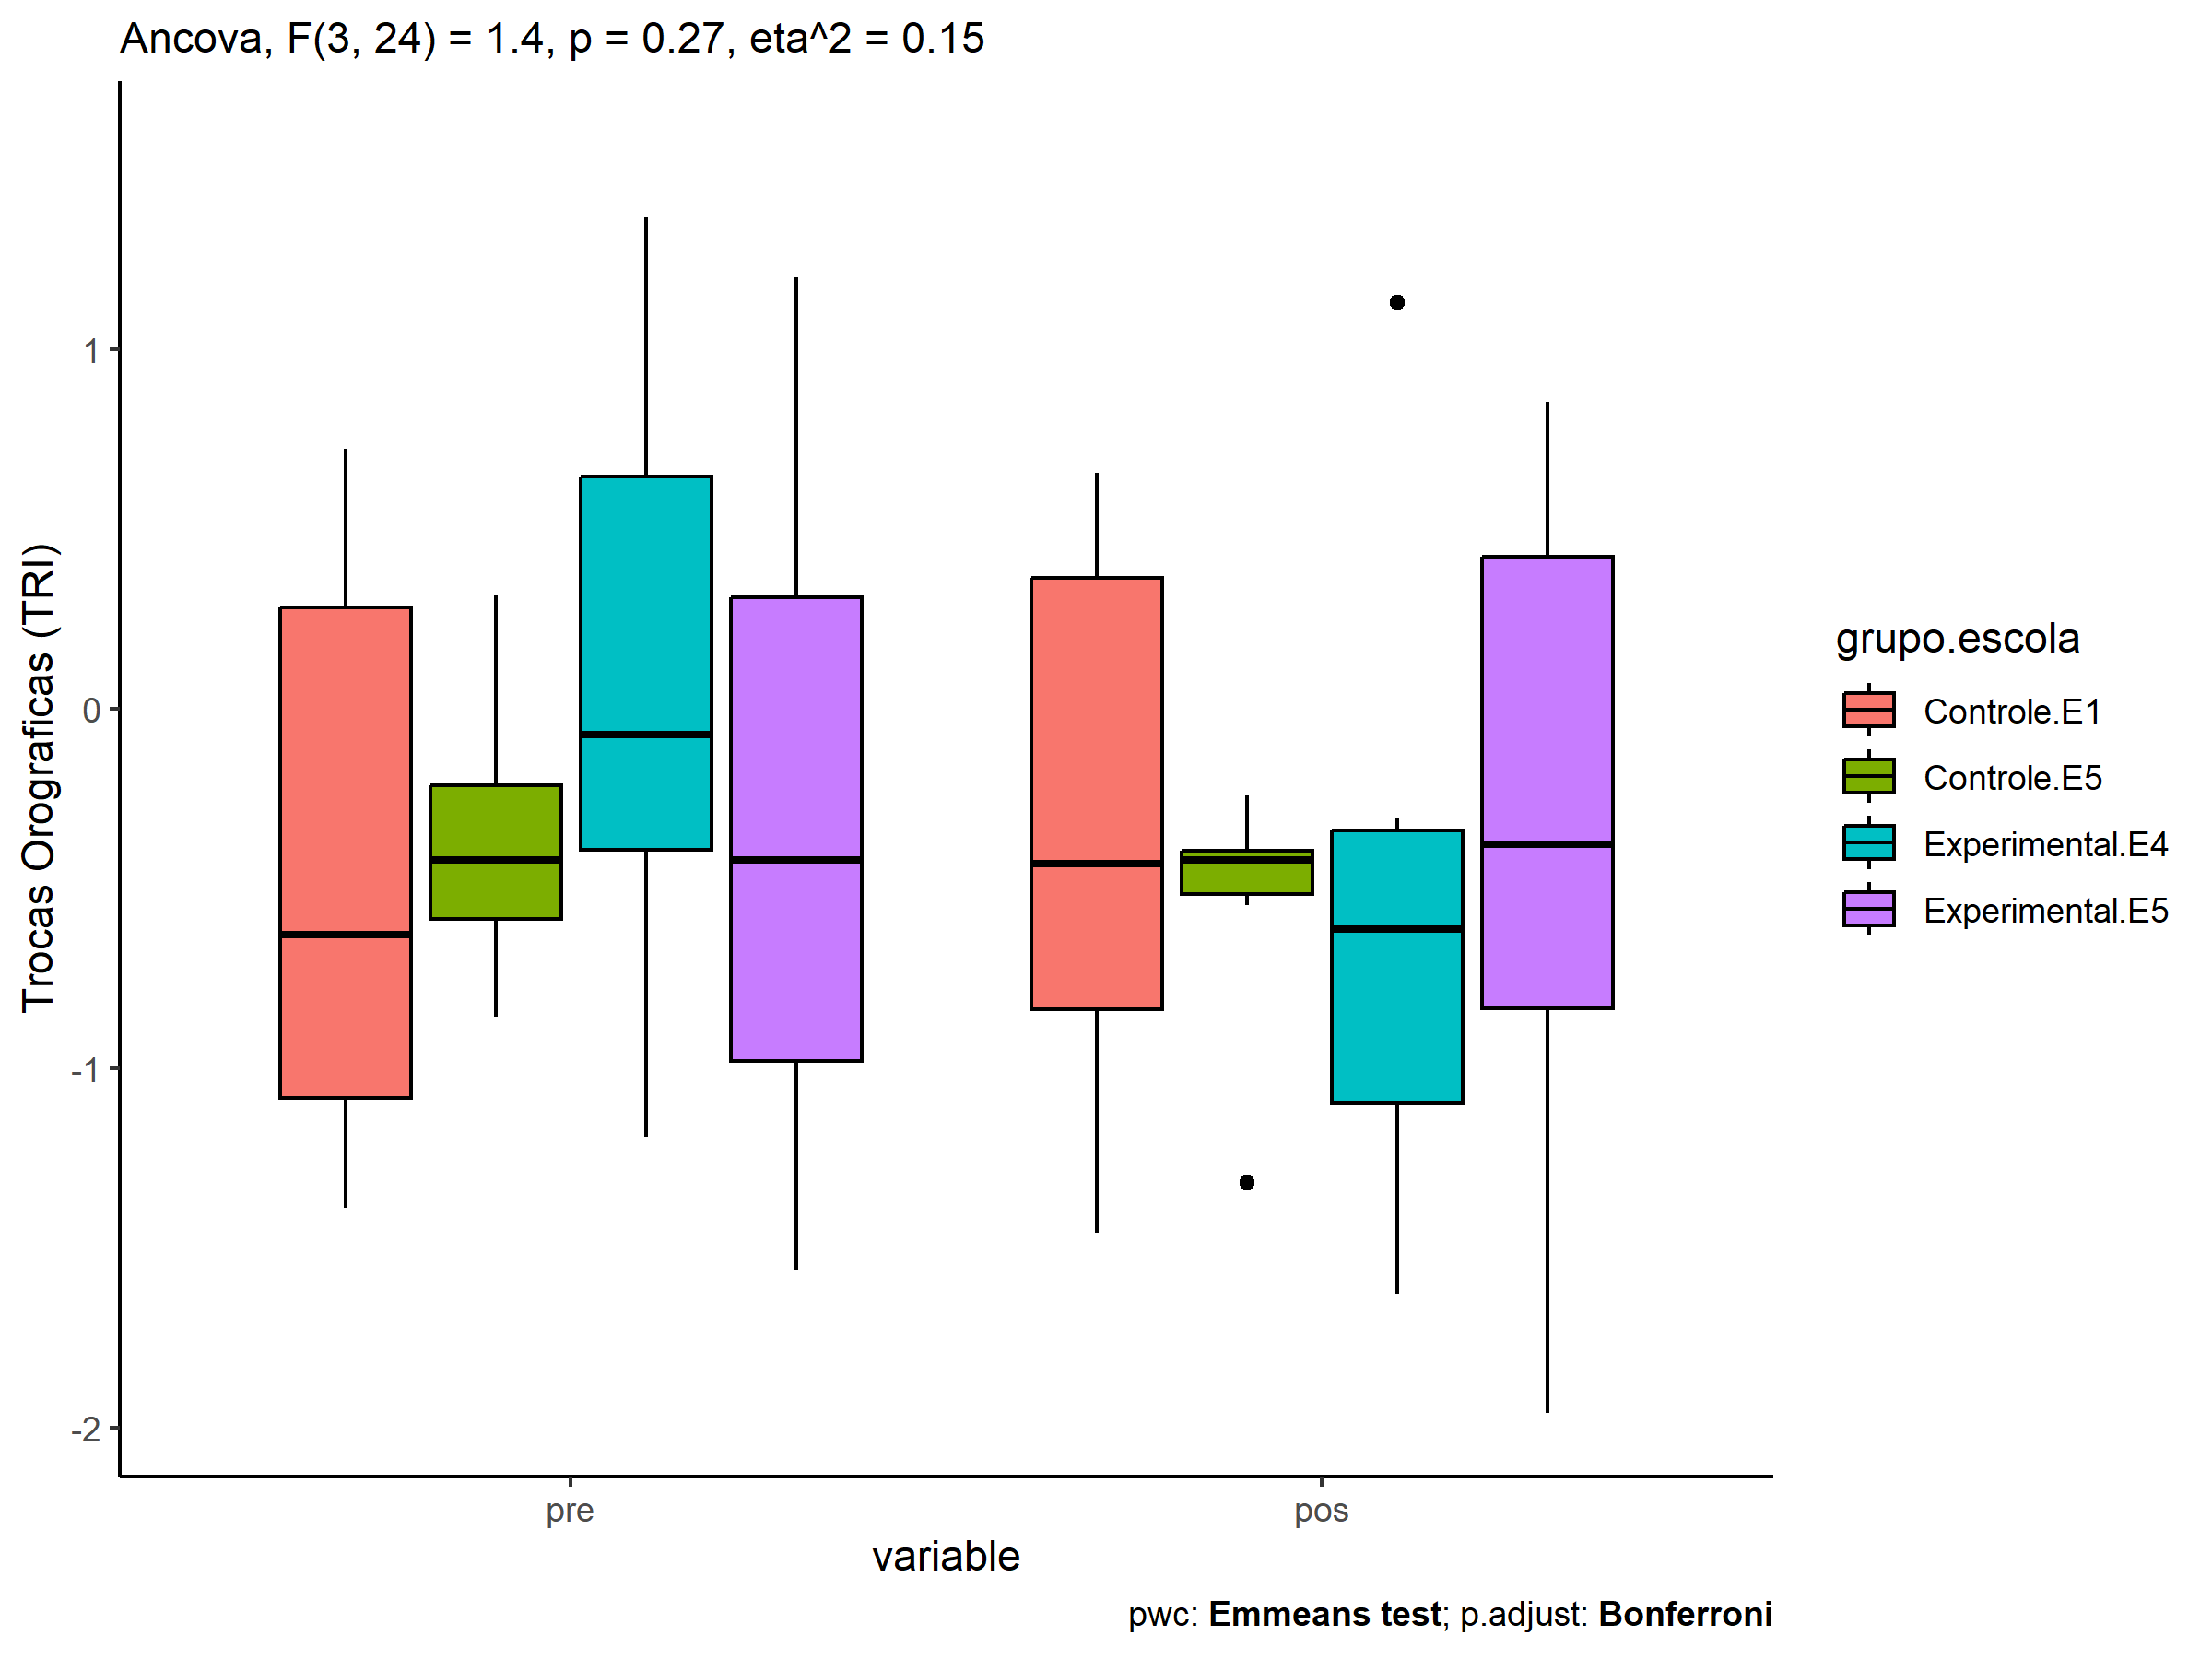 Ancova, F(3, 24) = 1.4, p = 0.27, eta^2 = 0.15
Trocas Orograficas (TRI)
1
0
-1
-2
pre
pos
variable
grupo.escola
Controle.E1
Controle.E5
Experimental.E4
Experimental.E5
pwc: Emmeans test; p.adjust: Bonferroni